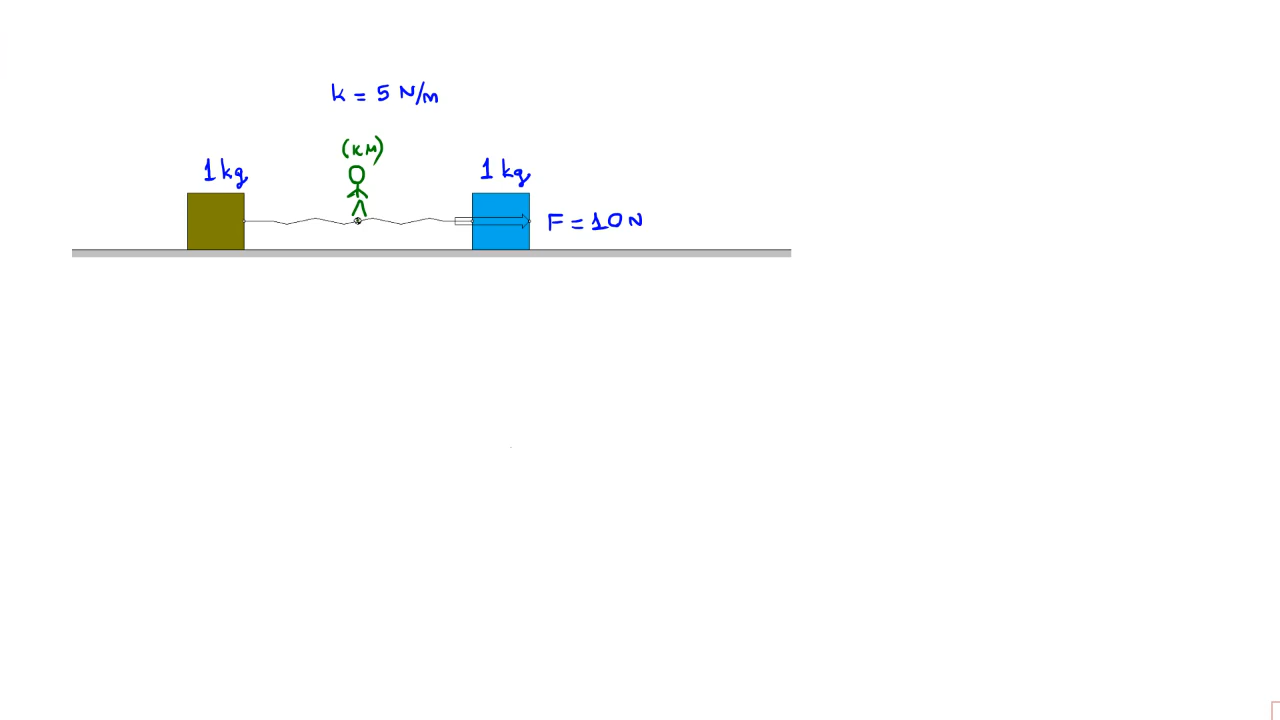 k = 5 N/m
(KM)
1 kg
1 kg
F = 10 N